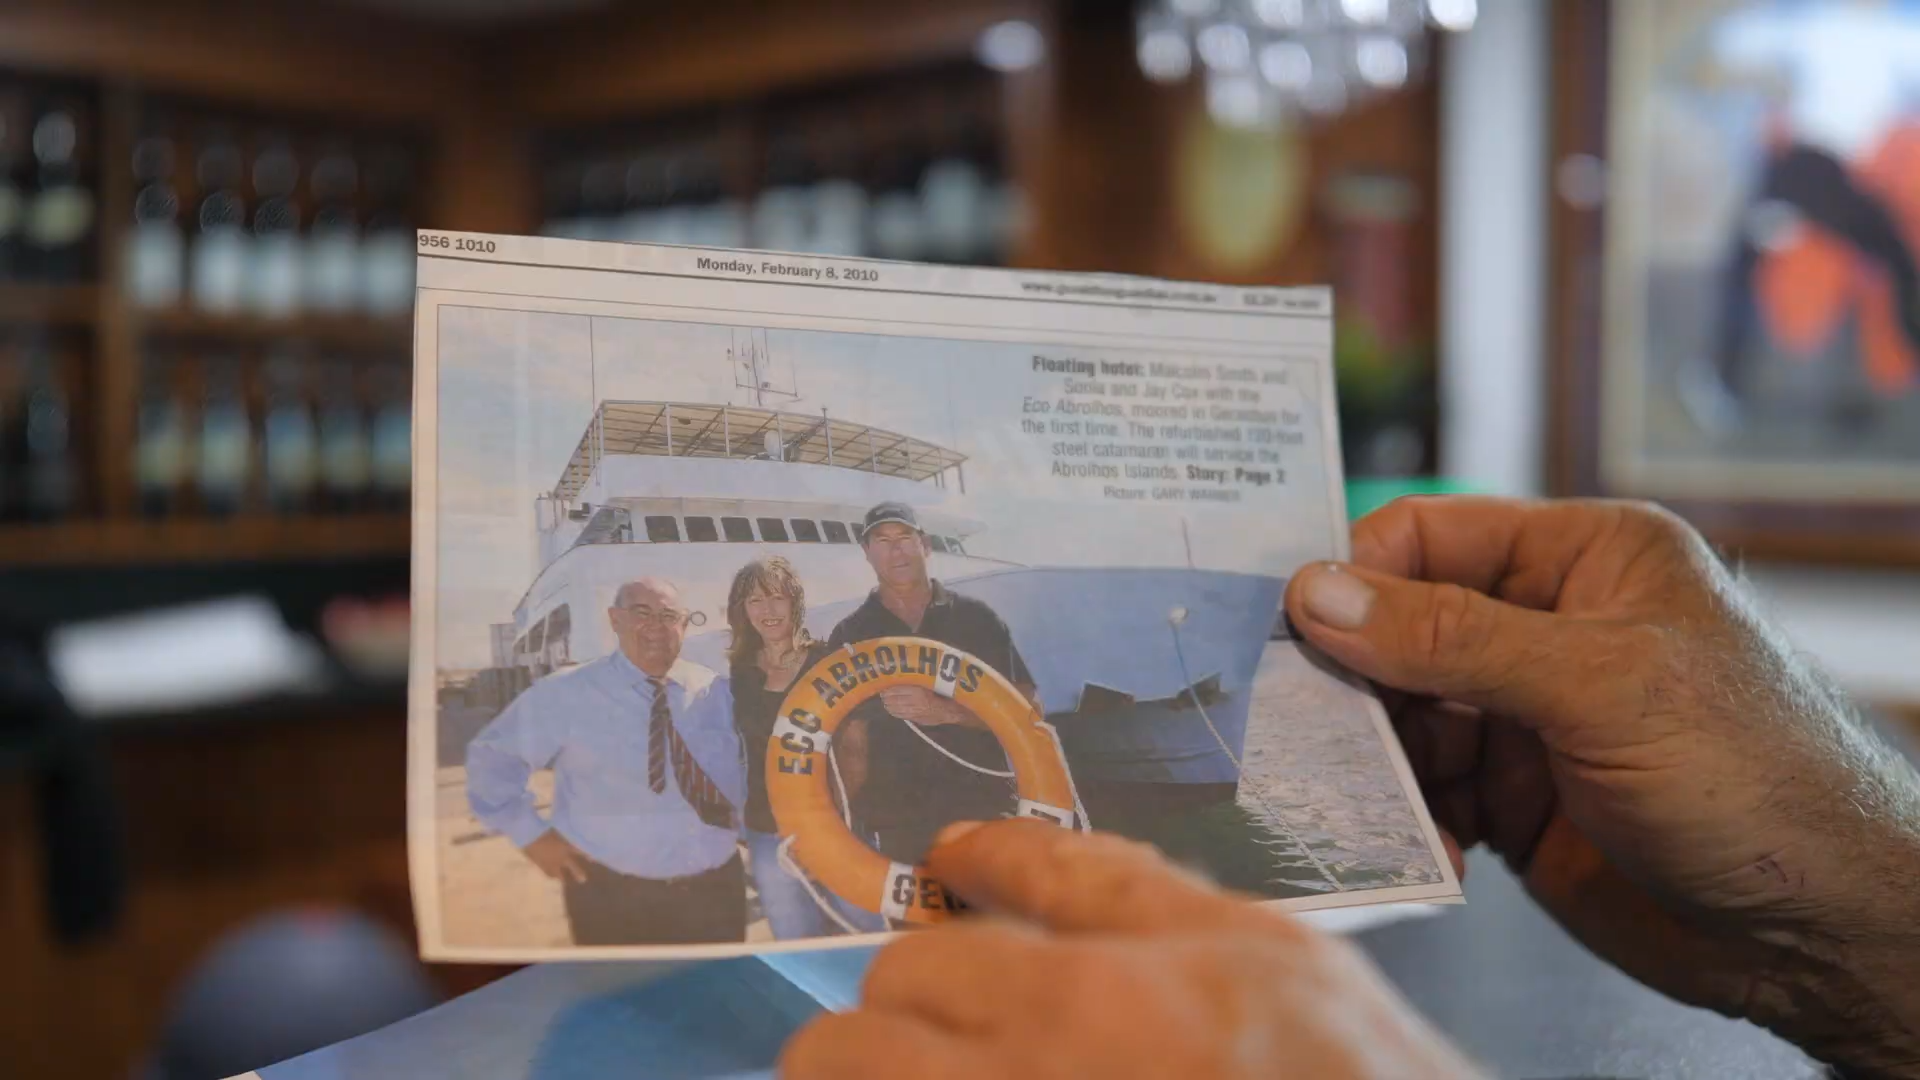 956 1010
Monday, February 8, 2010
Floating hotel: Malcolm Smith and
Sonia and Jay Cox with the
Eco Abrolhos, moored in Geraldton for
the first time. The refurbished steel catamaran will service the
Abrolhos Islands. Story: Page 2
Picture: GARY WARNER
ECO ABROLHOS
GE